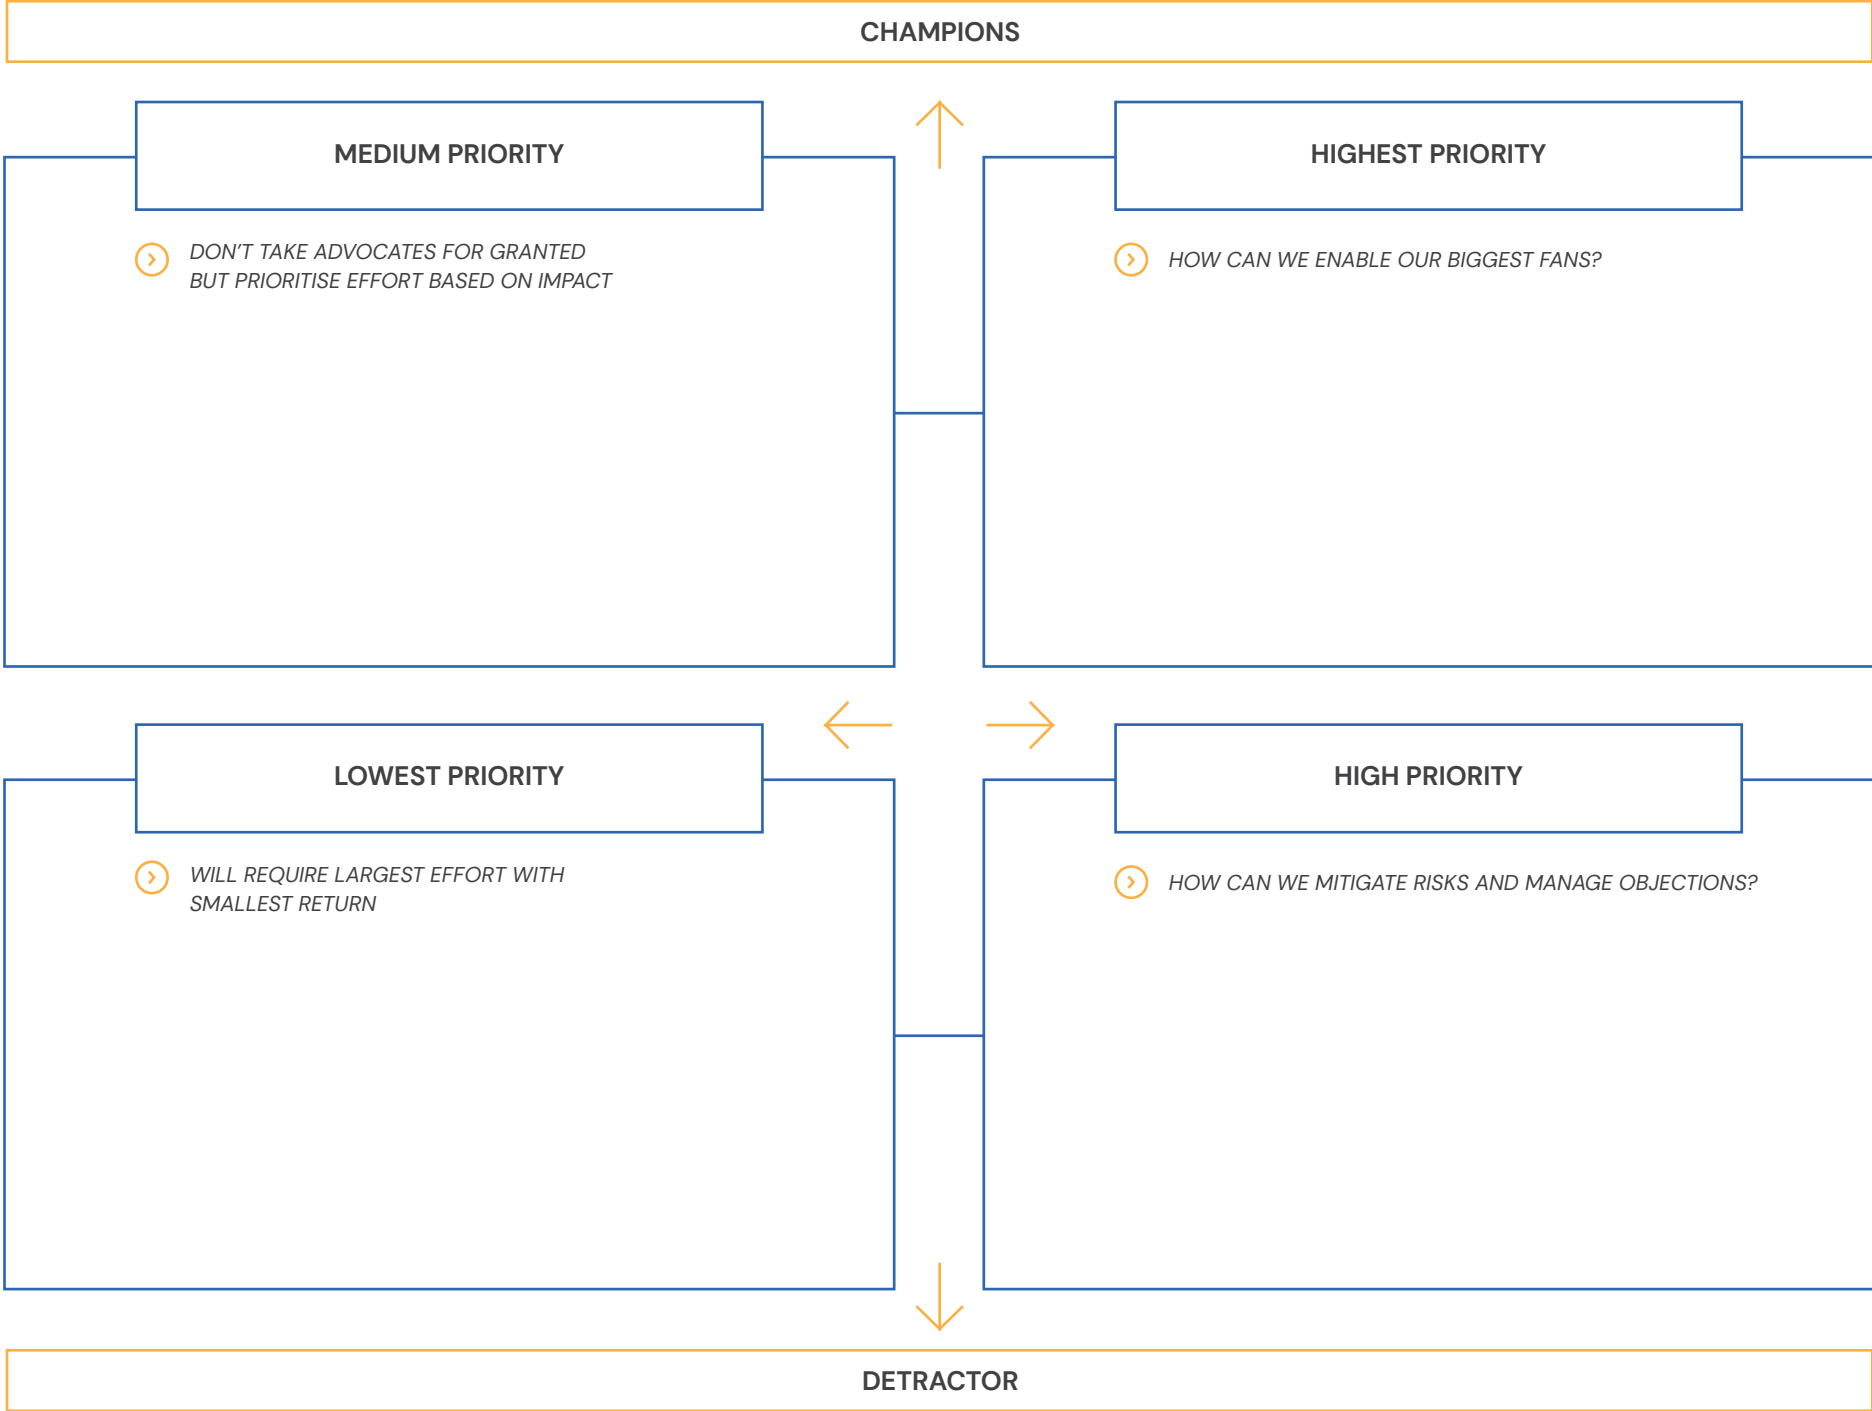 CHAMPIONS
MEDIUM PRIORITY
DON'T TAKE ADVOCATES FOR GRANTED
BUT PRIORITISE EFFORT BASED ON IMPACT
HIGHEST PRIORITY
HOW CAN WE ENABLE OUR BIGGEST FANS?
LOWEST PRIORITY
WILL REQUIRE LARGEST EFFORT WITH
SMALLEST RETURN
HIGH PRIORITY
HOW CAN WE MITIGATE RISKS AND MANAGE OBJECTIONS?
DETRACTOR